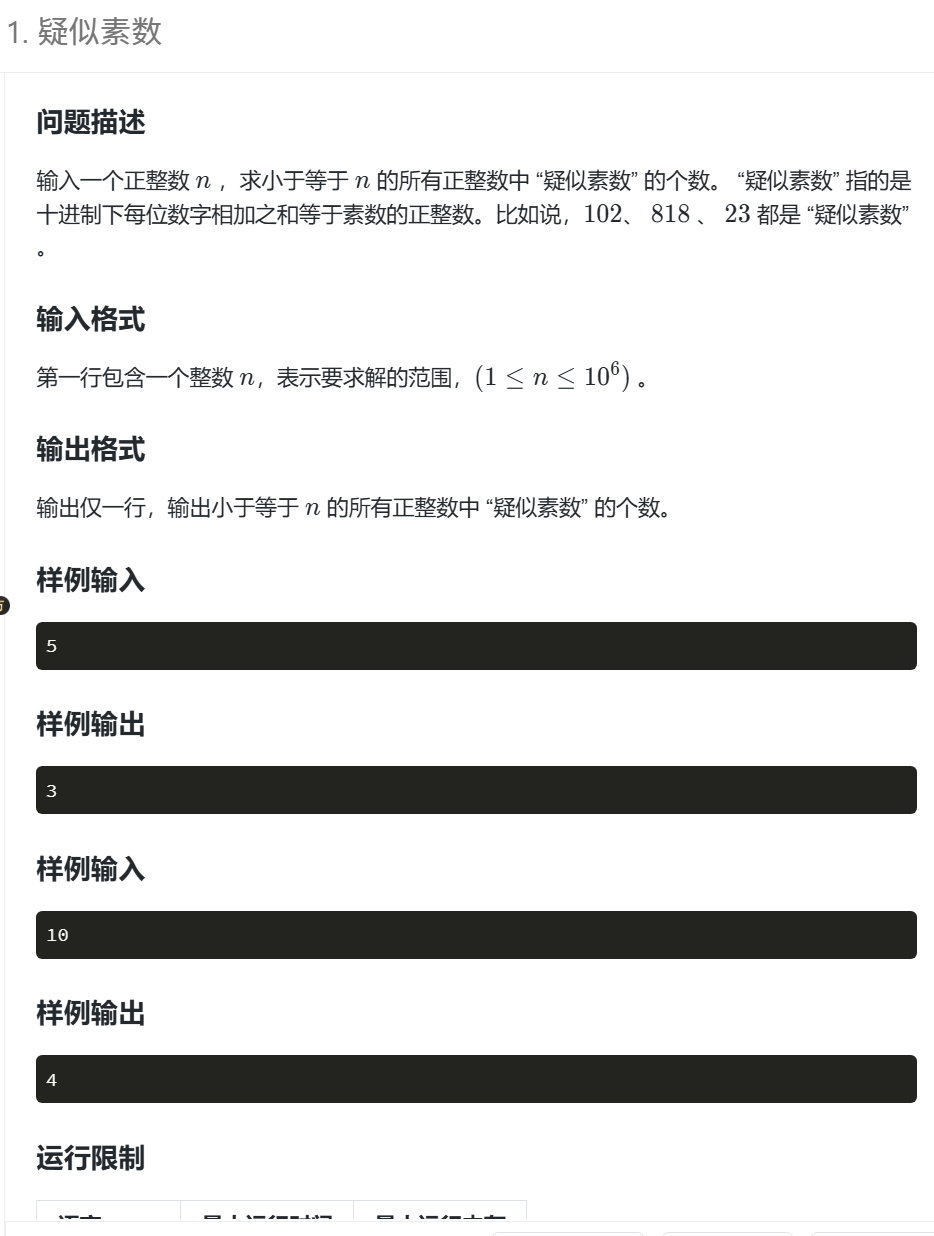 1. 疑似素数
问题描述
输入一个正整数 n ，求小于等于 n 的所有正整数中 “疑似素数” 的个数。 “疑似素数” 指的是
十进制下每位数字相加之和等于素数的正整数。比如说，102、 818 、 23 都是 “疑似素数”
。
输入格式
第一行包含一个整数 n，表示要求解的范围，(1 ≤ n ≤ 10⁶) 。
输出格式
输出仅一行，输出小于等于 n 的所有正整数中 “疑似素数” 的个数。
样例输入
5
样例输出
3
样例输入
10
样例输出
4
运行限制